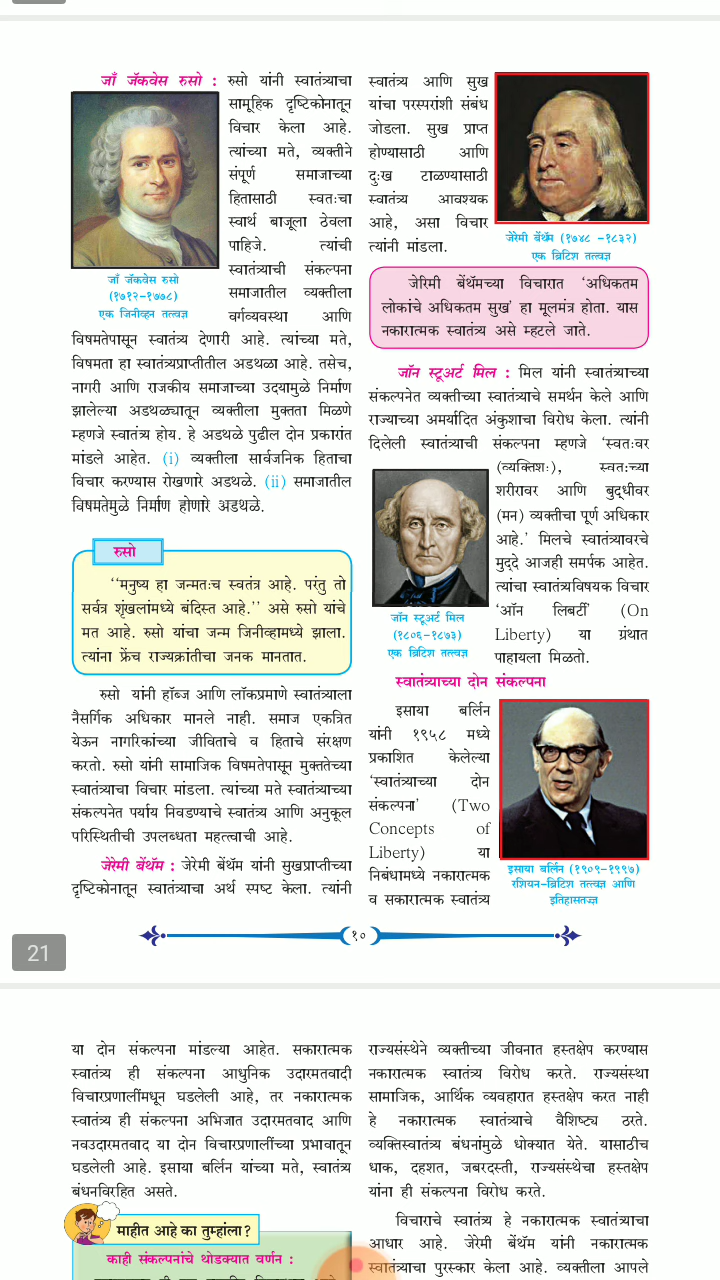 जाँ जॅकवेस रुसो : रुसो यांनी स्वातंत्र्याचा
सामूहिक दृष्टिकोनातून
विचार केला आहे.
त्यांच्या मते, व्यक्तीने
संपूर्ण समाजाच्या
हितासाठी स्वतःचा
स्वार्थ बाजूला ठेवला
पाहिजे. त्यांची
स्वातंत्र्याची संकल्पना
समाजातील व्यक्तीला
वर्गव्यवस्था आणि
जाँ जॅकवेस रुसो
(१७१२-१७७८)
एक जिनीव्हन तत्त्वज्ञ
विषमतेपासून स्वातंत्र्य देणारी आहे. त्यांच्या मते,
विषमता हा स्वातंत्र्यप्राप्तीतील अडथळा आहे. तसेच,
नागरी आणि राजकीय समाजाच्या उदयामुळे निर्माण
झालेल्या अडथळ्यातून व्यक्तीला मुक्तता मिळणे
म्हणजे स्वातंत्र्य होय. हे अडथळे पुढील दोन प्रकारांत
मांडले आहेत. (i) व्यक्तीला सार्वजनिक हिताचा
विचार करण्यास रोखणारे अडथळे. (ii) समाजातील
विषमतेमुळे निर्माण होणारे अडथळे.
रुसो
‘‘मनुष्य हा जन्मतःच स्वतंत्र आहे. परंतु तो
सर्वत्र शृंखलांमध्ये बंदिस्त आहे.’’ असे रुसो यांचे
मत आहे. रुसो यांचा जन्म जिनीव्हामध्ये झाला.
त्यांना फ्रेंच राज्यक्रांतीचा जनक मानतात.
रुसो यांनी हॉब्ज आणि लॉकप्रमाणे स्वातंत्र्याला
नैसर्गिक अधिकार मानले नाही. समाज एकत्रित
येऊन नागरिकांच्या जीविताचे व हिताचे संरक्षण
करतो. रुसो यांनी सामाजिक विषमतेपासून मुक्ततेच्या
स्वातंत्र्याचा विचार मांडला. त्यांच्या मते स्वातंत्र्याच्या
संकल्पनेत पर्याय निवडण्याचे स्वातंत्र्य आणि अनुकूल
परिस्थितीची उपलब्धता महत्त्वाची आहे.
जेरेमी बेंथॅम : जेरेमी बेंथॅम यांनी सुखप्राप्तीच्या
दृष्टिकोनातून स्वातंत्र्याचा अर्थ स्पष्ट केला. त्यांनी
स्वातंत्र्य आणि सुख
यांचा परस्परांशी संबंध
जोडला. सुख प्राप्त
होण्यासाठी आणि
दुःख टाळण्यासाठी
स्वातंत्र्य आवश्यक
आहे, असा विचार
त्यांनी मांडला.
जेरेमी बेंथॅम (१७४८ -१८३२)
एक ब्रिटिश तत्त्वज्ञ
जेरिमी बेंथॅमच्या विचारात ‘अधिकतम
लोकांचे अधिकतम सुख’ हा मूलमंत्र होता. यास
नकारात्मक स्वातंत्र्य असे म्हटले जाते.
जॉन स्टूअर्ट मिल : मिल यांनी स्वातंत्र्याच्या
संकल्पनेत व्यक्तीच्या स्वातंत्र्याचे समर्थन केले आणि
राज्याच्या अमर्यादित अंकुशाचा विरोध केला. त्यांनी
दिलेली स्वातंत्र्याची संकल्पना म्हणजे ‘स्वतःवर
(व्यक्तिशः), स्वतःच्या
शरीरावर आणि बुद्धीवर
(मन) व्यक्तीचा पूर्ण अधिकार
आहे.’ मिलचे स्वातंत्र्यावरचे
मुद्दे आजही समर्पक आहेत.
त्यांचा स्वातंत्र्यविषयक विचार
‘ऑन लिबर्टी’ (On
Liberty) या ग्रंथात
पाहायला मिळतो.
जॉन स्टूअर्ट मिल
(१८०६-१८७३)
एक ब्रिटिश तत्त्वज्ञ
स्वातंत्र्याच्या दोन संकल्पना
इसाया बर्लिन
यांनी १९५८ मध्ये
प्रकाशित केलेल्या
‘स्वातंत्र्याच्या दोन
संकल्पना’ (Two
Concepts of
Liberty) या
निबंधामध्ये नकारात्मक
व सकारात्मक स्वातंत्र्य
इसाया बर्लिन (१९०९-१९९७)
रशियन-ब्रिटिश तत्त्वज्ञ आणि
इतिहासतज्ज्ञ
१०
21
या दोन संकल्पना मांडल्या आहेत. सकारात्मक
स्वातंत्र्य ही संकल्पना आधुनिक उदारमतवादी
विचारप्रणालींमधून घडलेली आहे, तर नकारात्मक
स्वातंत्र्य ही संकल्पना अभिजात उदारमतवाद आणि
नवउदारमतवाद या दोन विचारप्रणालींच्या प्रभावातून
घडलेली आहे. इसाया बर्लिन यांच्या मते, स्वातंत्र्य
बंधनविरहित असते.
माहीत आहे का तुम्हांला?
काही संकल्पनांचे थोडक्यात वर्णन :
राज्यसंस्थेने व्यक्तीच्या जीवनात हस्तक्षेप करण्यास
नकारात्मक स्वातंत्र्य विरोध करते. राज्यसंस्था
सामाजिक, आर्थिक व्यवहारात हस्तक्षेप करत नाही
हे नकारात्मक स्वातंत्र्याचे वैशिष्ट्य ठरते.
व्यक्तिस्वातंत्र्य बंधनांमुळे धोक्यात येते. यासाठीच
धाक, दहशत, जबरदस्ती, राज्यसंस्थेचा हस्तक्षेप
यांना ही संकल्पना विरोध करते.
विचाराचे स्वातंत्र्य हे नकारात्मक स्वातंत्र्याचा
आधार आहे. जेरेमी बेंथॅम यांनी नकारात्मक
स्वातंत्र्याचा पुरस्कार केला आहे. व्यक्तीला आपले